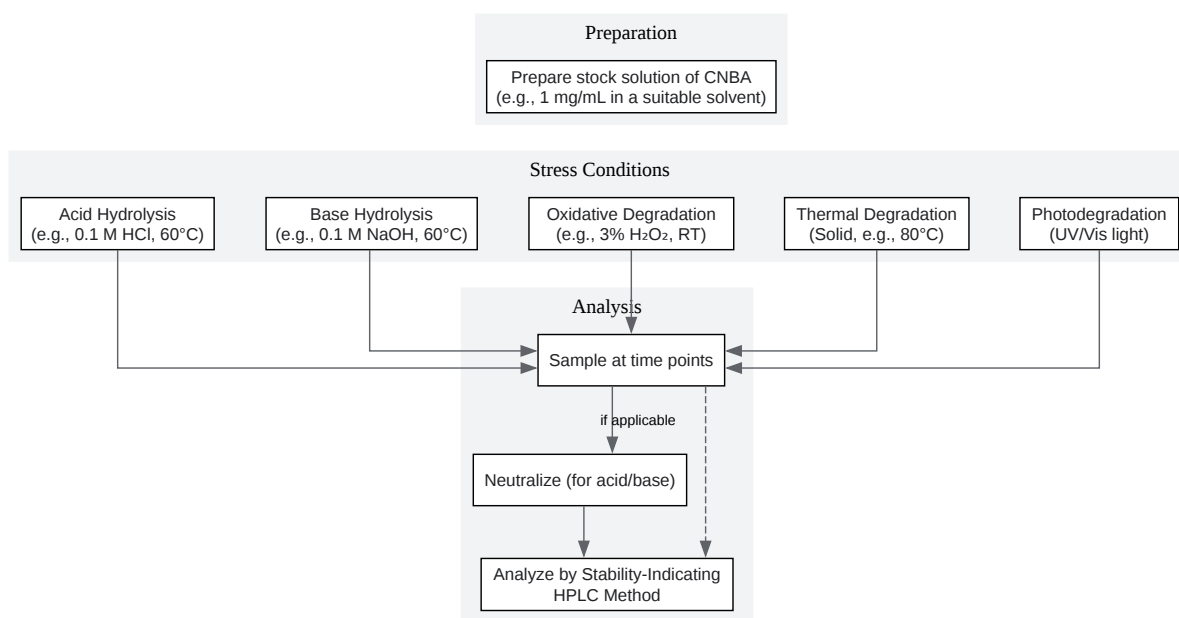 Preparation
Prepare stock solution of CNBA
(e.g., 1 mg/mL in a suitable solvent)
Stress Conditions
Acid Hydrolysis
(e.g., 0.1 M HCl, 60°C)
Base Hydrolysis
(e.g., 0.1 M NaOH, 60°C)
Oxidative Degradation
(e.g., 3% H₂O₂, RT)
Thermal Degradation
(Solid, e.g., 80°C)
Photodegradation
(UV/Vis light)
Analysis
Sample at time points
if applicable
Neutralize (for acid/base)
Analyze by Stability-Indicating
HPLC Method